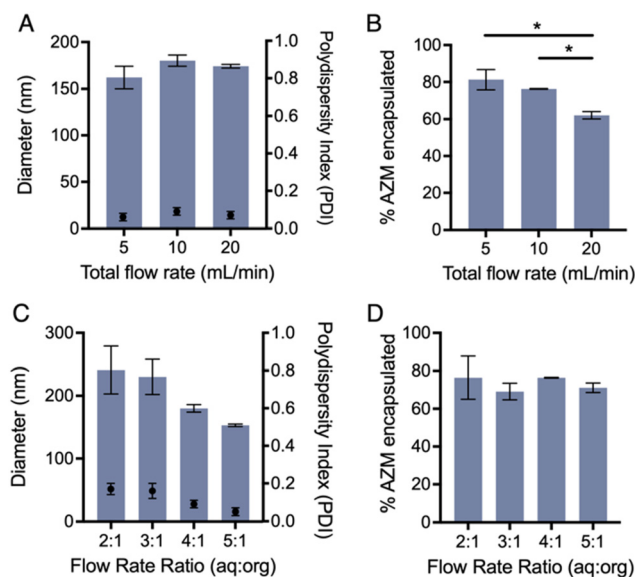 A
200
150
100
50
0
Diameter (nm)
1.0
0.8
0.6
0.4
0.2
0.0
Polydispersity Index (PDI)
5 10 20
Total flow rate (mL/min)
B
100
80
60
40
20
0
% AZM encapsulated
*
*
5 10 20
Total flow rate (mL/min)
C
300
200
100
50
0
Diameter (nm)
1.0
0.8
0.6
0.4
0.2
0.0
Polydispersity Index (PDI)
2:1 3:1 4:1 5:1
Flow Rate Ratio (aq:org)
D
100
80
60
40
20
0
% AZM encapsulated
2:1 3:1 4:1 5:1
Flow Rate Ratio (aq:org)